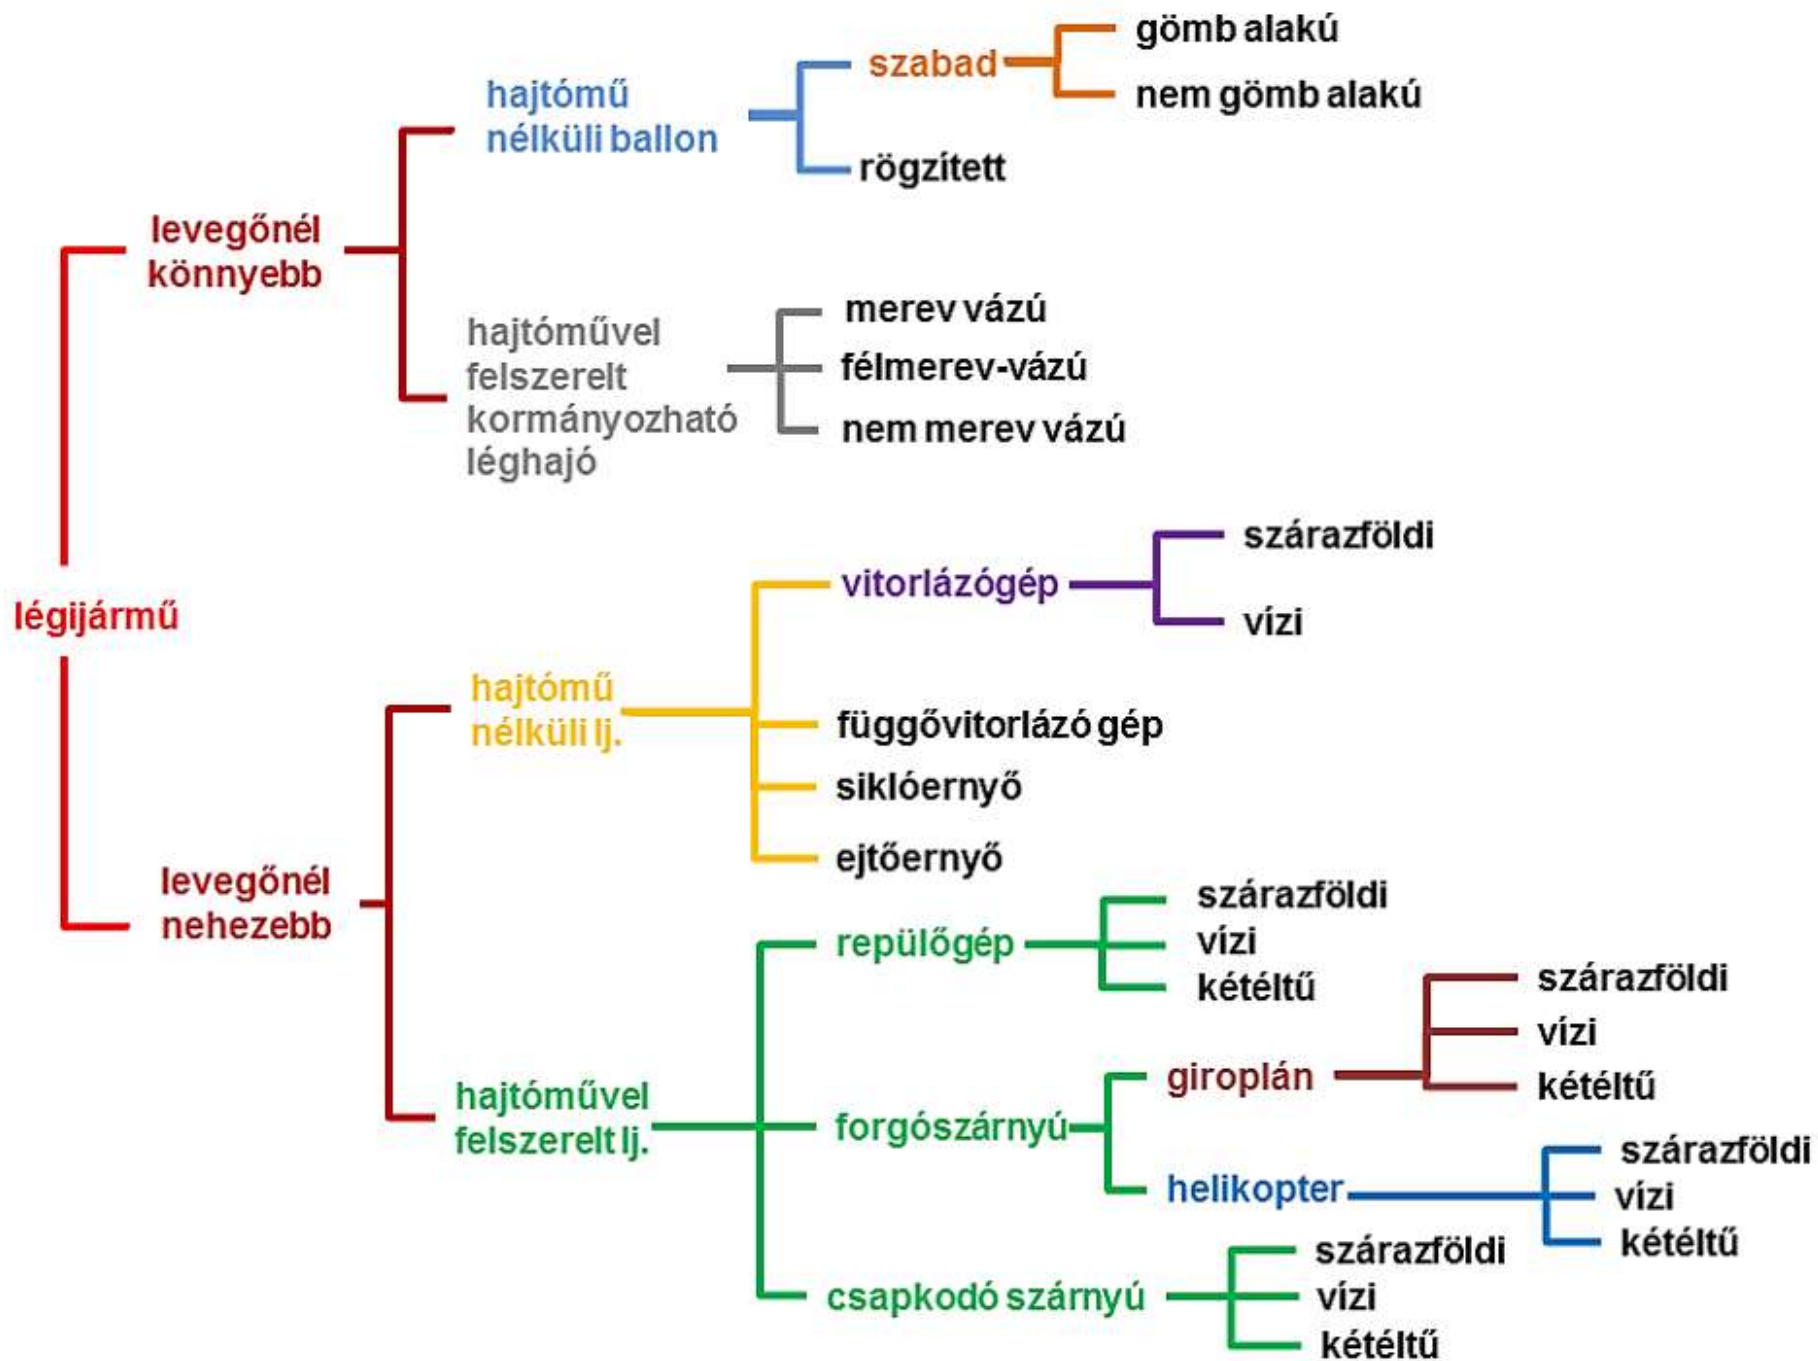 légijármű
levegőnél
könnyebb
hajtómű
nélküli ballon
szabad
gömb alakú
nem gömb alakú
rögzített
hajtóművel
felszerelt
kormányozható
léghajó
merev vázú
félmerev-vázú
nem merev vázú
levegőnél
nehezebb
hajtómű
nélküli lj.
vitorlázógép
szárazföldi
vízi
függővitorlázó gép
siklóernyő
ejtőernyő
hajtóművel
felszerelt lj.
repülőgép
szárazföldi
vízi
kétéltű
forgószárnyú
giroplán
szárazföldi
vízi
kétéltű
helikopter
szárazföldi
vízi
kétéltű
csapkodó szárnyú
szárazföldi
vízi
kétéltű